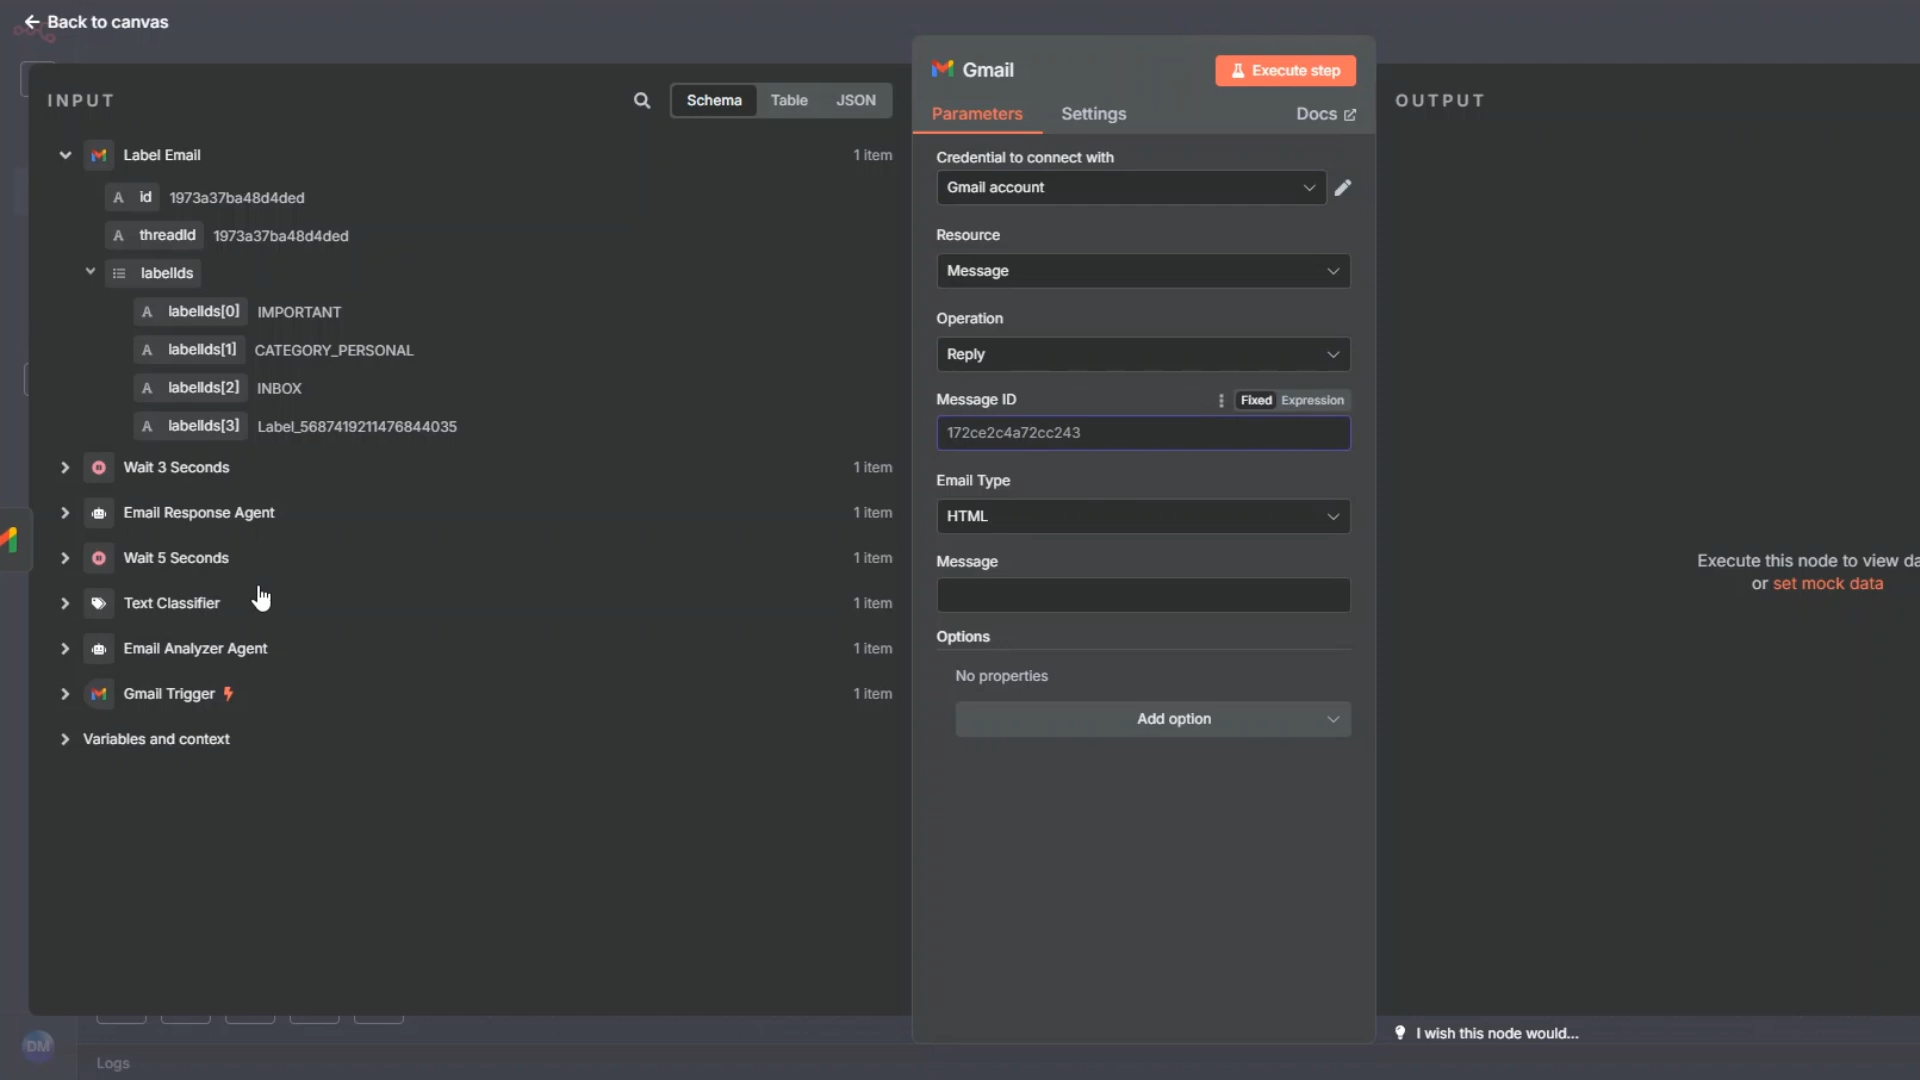 Back to canvas
INPUT
Schema
Table
JSON
Label Email
1 item
A id 1973a37ba48d4ded
A threadId 1973a37ba48d4ded
labelIds
A labelIds[0] IMPORTANT
A labelIds[1] CATEGORY_PERSONAL
A labelIds[2] INBOX
A labelIds[3] Label_5687419211476844035
Wait 3 Seconds
1 item
Email Response Agent
1 item
Wait 5 Seconds
1 item
Text Classifier
1 item
Email Analyzer Agent
1 item
Gmail Trigger
1 item
Variables and context
DM
Logs
Gmail
Execute step
Parameters
Settings
Docs
Credential to connect with
Gmail account
Resource
Message
Operation
Reply
Message ID
Fixed Expression
172ce2c4a72cc243
Email Type
HTML
Message
Options
No properties
Add option
OUTPUT
Execute this node to view da
or set mock data
I wish this node would...